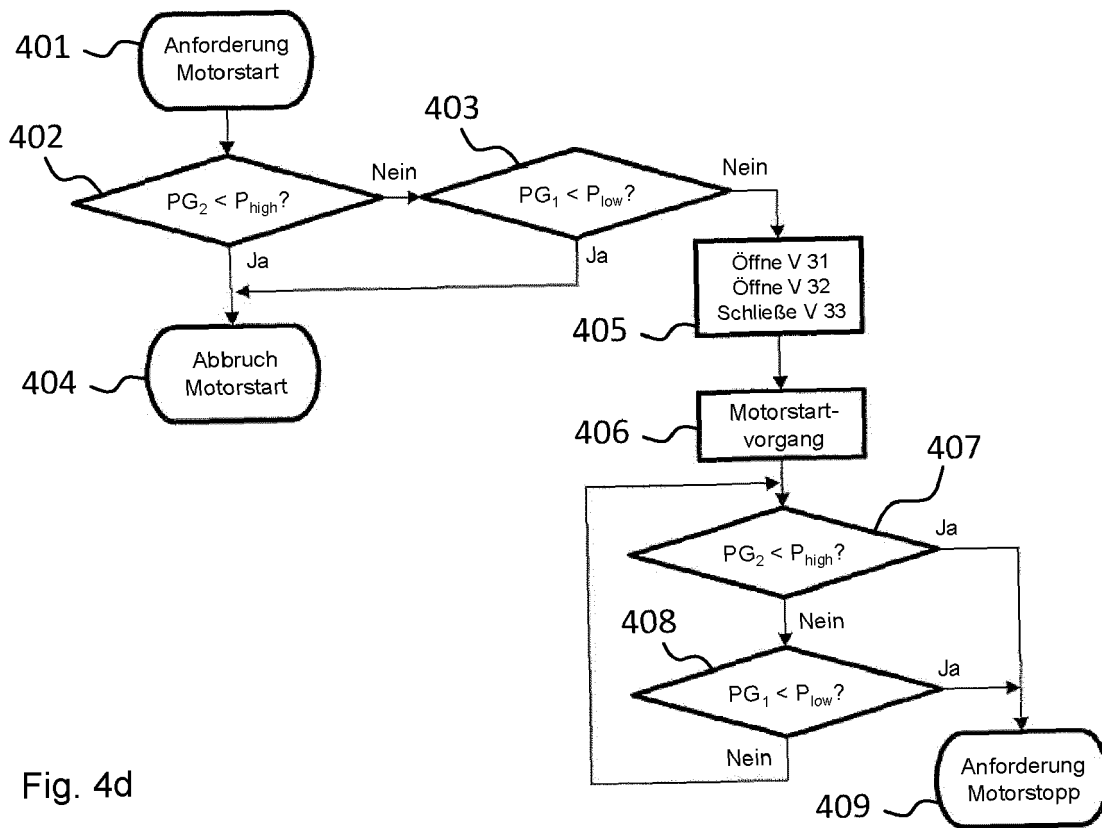 401
Anforderung
Motorstart
402
PG₂ < P_high?
Nein
403
PG₁ < P_low?
Nein
Ja
Ja
404
Abbruch
Motorstart
405
Öffne V 31
Öffne V 32
Schließe V 33
406
Motorstart-
vorgang
407
PG₂ < P_high?
Ja
Nein
408
PG₁ < P_low?
Ja
Nein
409
Anforderung
Motorstopp
Fig. 4d